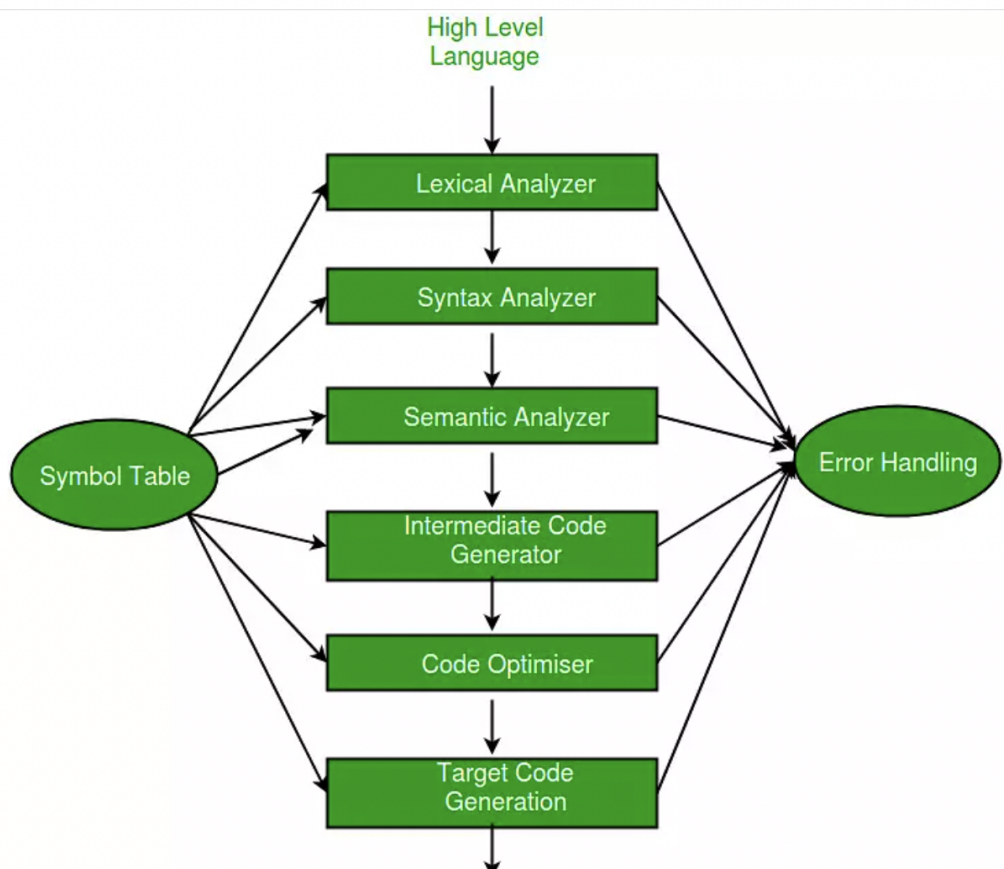 High Level
Language
Lexical Analyzer
Syntax Analyzer
Semantic Analyzer
Symbol Table
Error Handling
Intermediate Code
Generator
Code Optimiser
Target Code
Generation